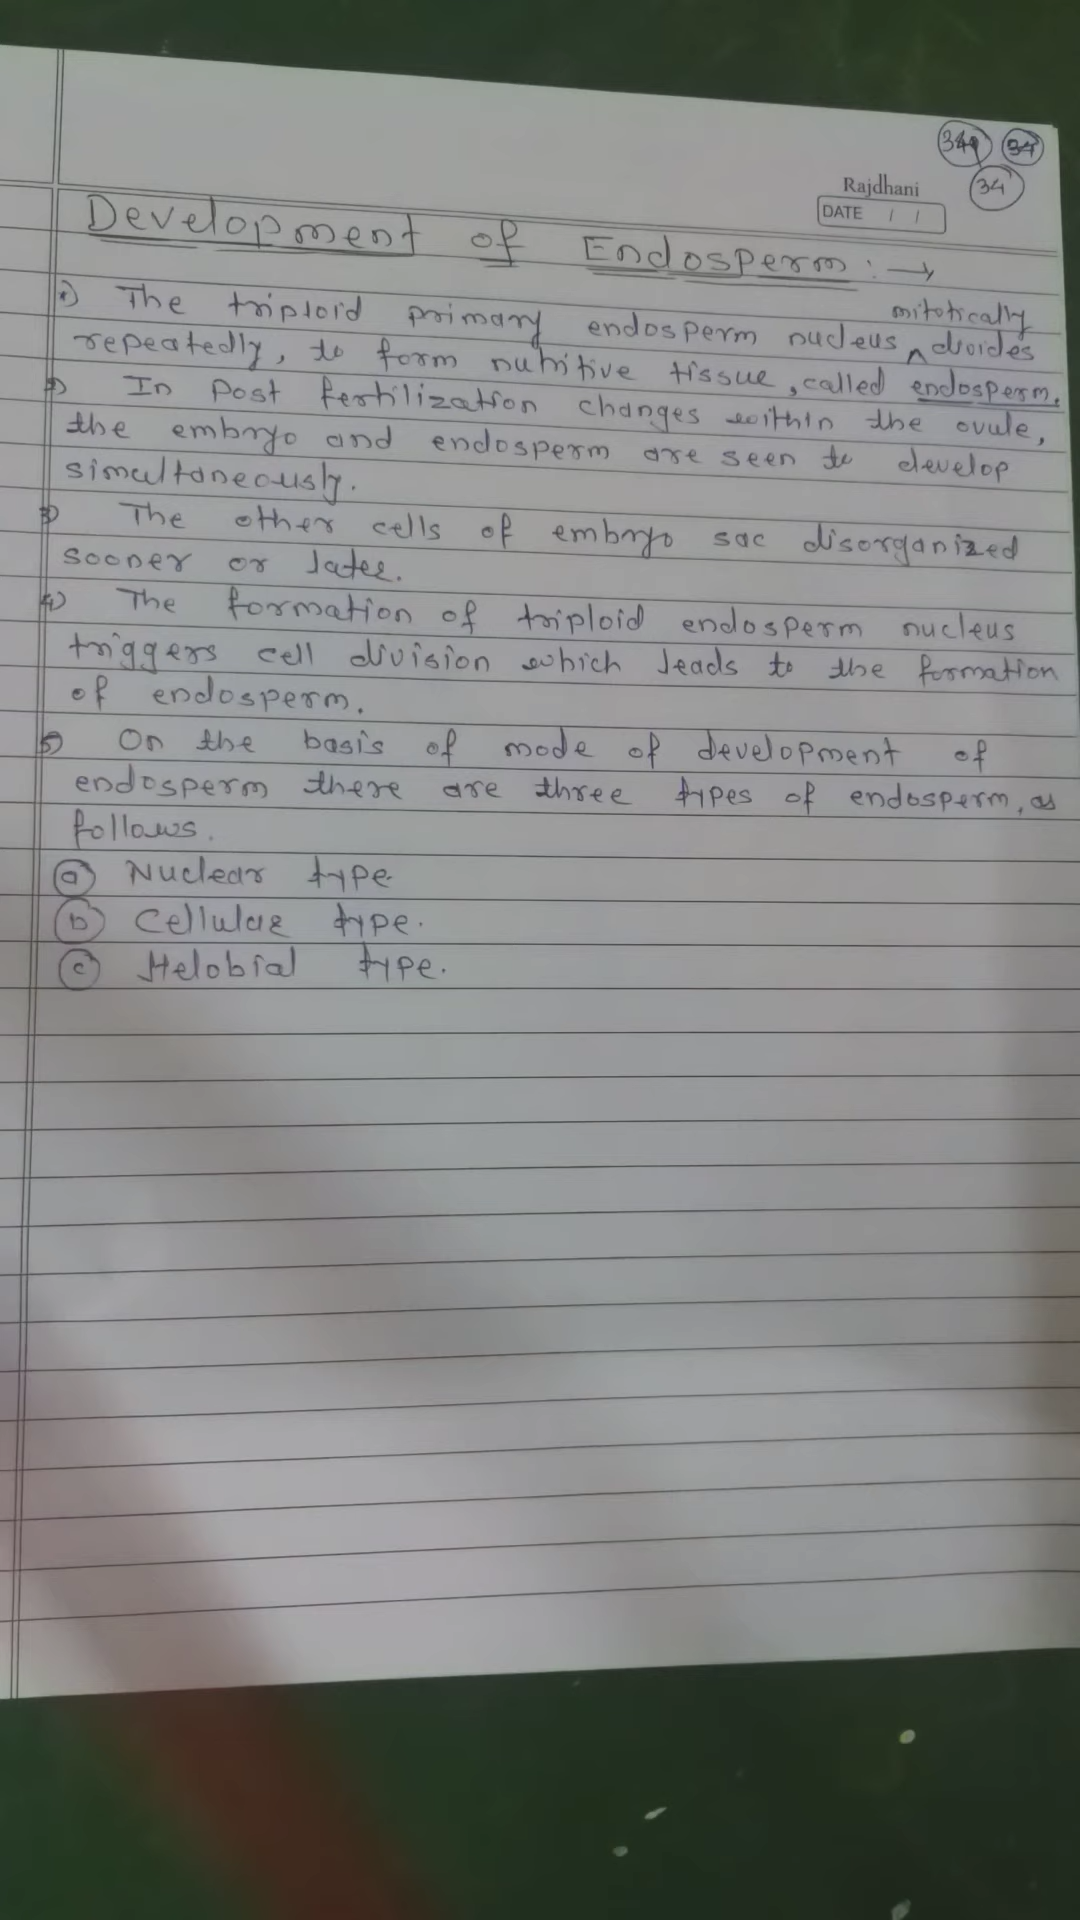 34 34
Rajdhani 34
DATE / /
Development of Endosperm :→
mitotically
1) The triploid primary endosperm nucleus ^ divides
repeatedly, to form nutritive tissue, called endosperm.
2) In Post fertilization changes within the ovule,
the embryo and endosperm are seen to develop
simultaneously.
3) The other cells of embryo sac disorganized
sooner or later.
4) The formation of triploid endosperm nucleus
triggers cell division which leads to the formation
of endosperm.
5) On the basis of mode of development of
endosperm there are three types of endosperm, as
follows.
a Nuclear type.
b Cellular type.
c Helobial type.